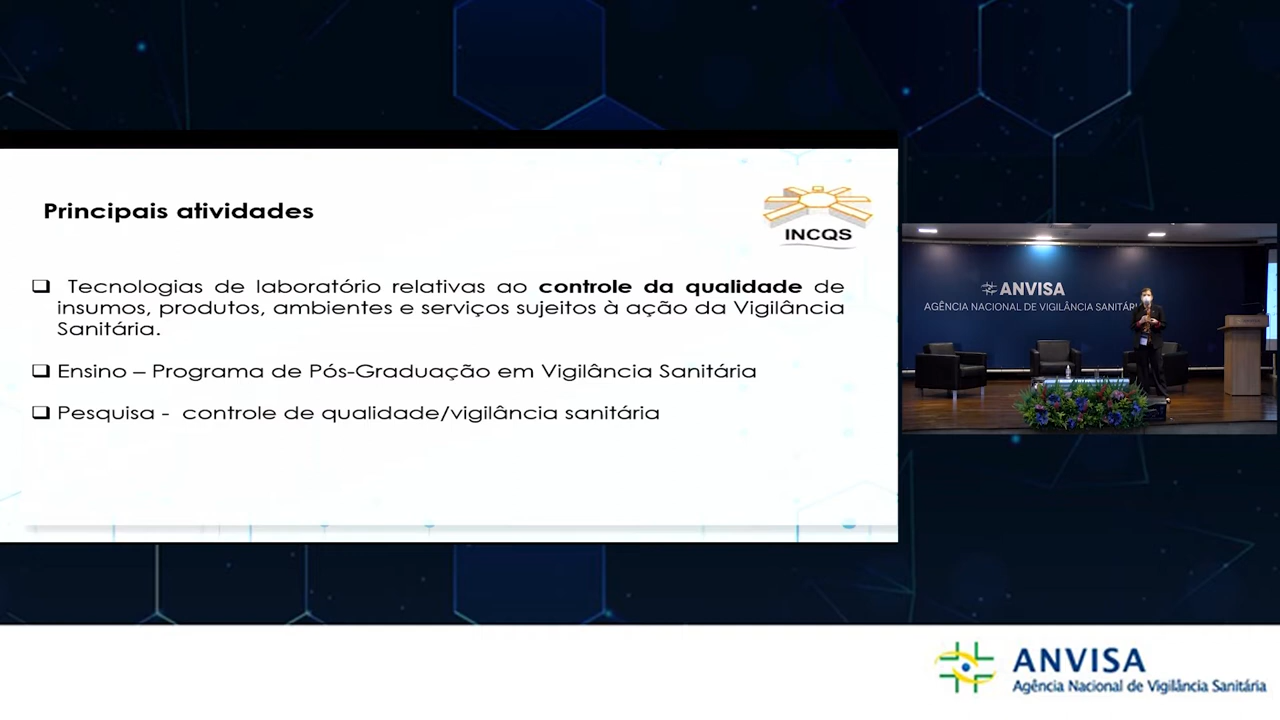 Principais atividades
INCQS
❑ Tecnologias de laboratório relativas ao controle da qualidade de
insumos, produtos, ambientes e serviços sujeitos à ação da Vigilância
Sanitária.
❑ Ensino – Programa de Pós-Graduação em Vigilância Sanitária
❑ Pesquisa - controle de qualidade/vigilância sanitária
ANVISA
AGÊNCIA NACIONAL DE VIGILÂNCIA
ANVISA
Agência Nacional de Vigilância Sanitária